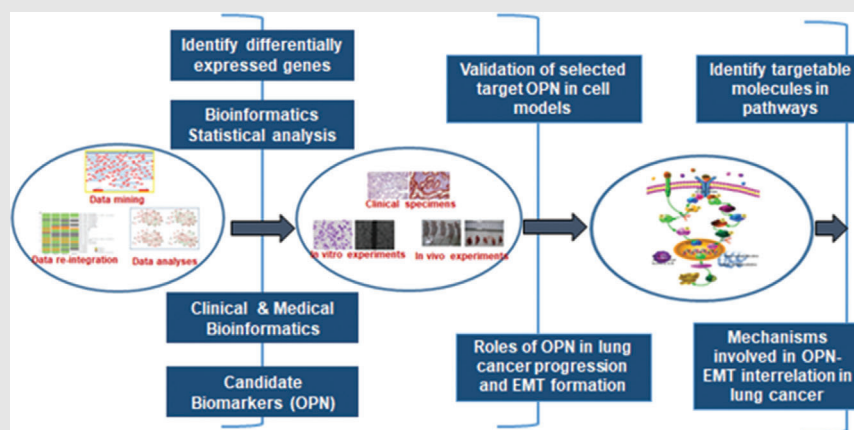 Identify differentially
expressed genes
Bioinformatics
Statistical analysis
Data mining
Data re-integration
Data analyses
Clinical & Medical
Bioinformatics
Candidate
Biomarkers (OPN)
Validation of selected
target OPN in cell
models
Clinical specimens
In vitro experiments
In vivo experiments
Roles of OPN in lung
cancer progression
and EMT formation
Identify targetable
molecules in
pathways
Mechanisms
involved in OPN-
EMT interrelation in
lung cancer